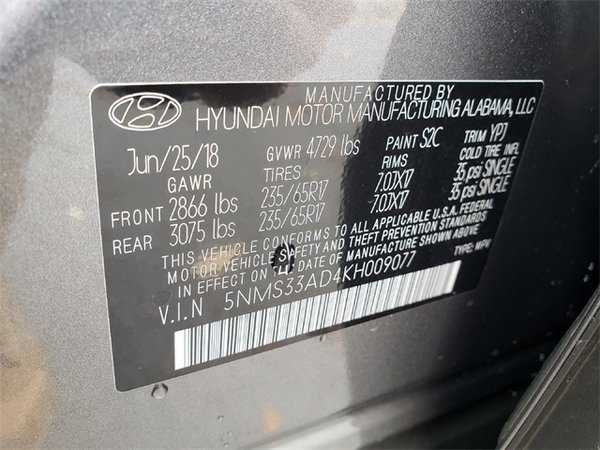 MANUFACTURED BY
HYUNDAI MOTOR MANUFACTURING ALABAMA, LLC
Jun/25/18 GVWR 4729 lbs PAINT S2C TRIM YPJ
GAWR TIRES RIMS COLD TIRE INFL
FRONT 2866 lbs 235/65R17 7.0JX17 35 psi SINGLE
REAR 3075 lbs 235/65R17 7.0JX17 35 psi SINGLE
THIS VEHICLE CONFORMS TO ALL APPLICABLE U.S.A. FEDERAL
MOTOR VEHICLE SAFETY AND THEFT PREVENTION STANDARDS
IN EFFECT ON THE DATE OF MANUFACTURE SHOWN ABOVE.
V.I.N 5NMS33AD4KH009077 TYPE: MPV